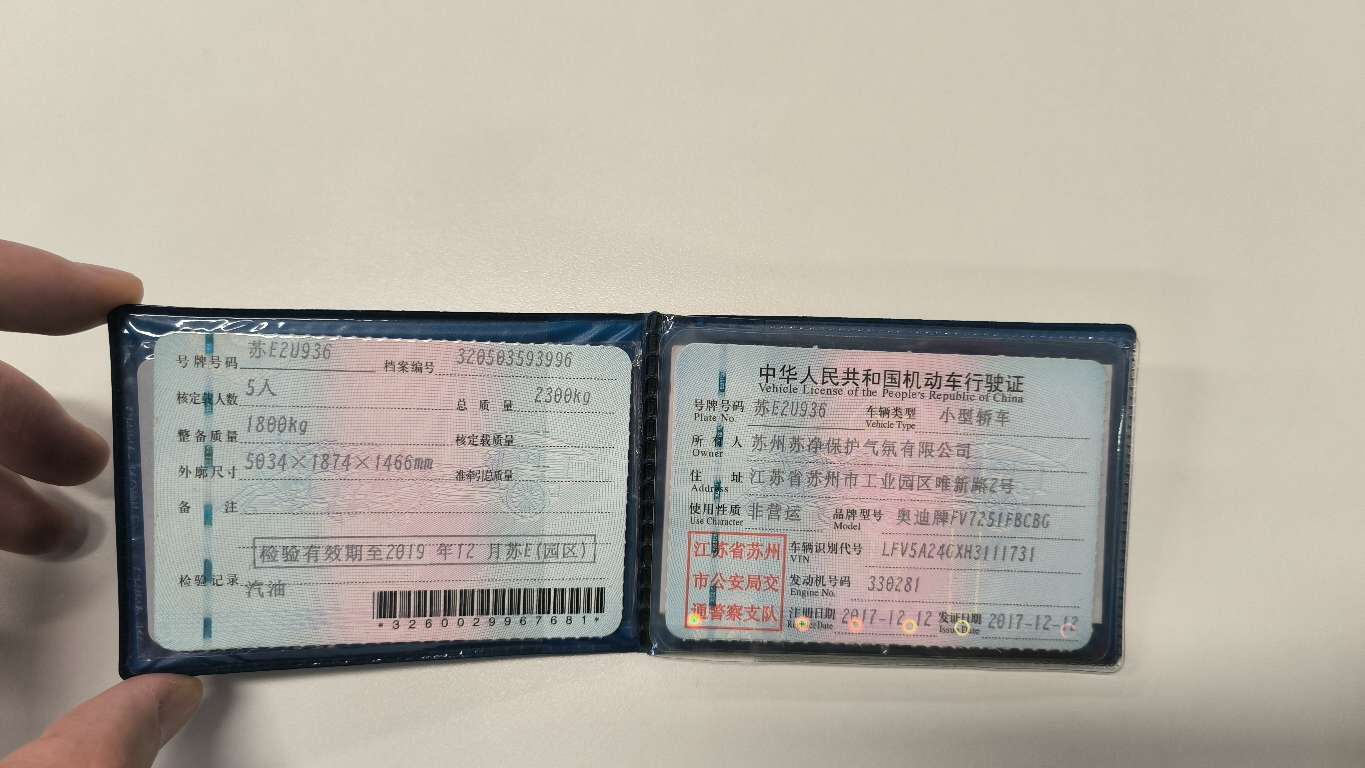 号牌号码 苏E2U936 档案编号 320503593996
核定载人数 5人 总质量 2300kg
整备质量 1800kg 核定载质量 --
外廓尺寸 5034×1874×1466mm 准牵引总质量 --
备注
检验有效期至2019 年12 月苏E(园区)
检验记录 汽油
*3260029967681*
中华人民共和国机动车行驶证
Vehicle License of the People's Republic of China
号牌号码 苏E2U936 车辆类型 小型轿车
Plate No. Vehicle Type
所有人 苏州苏净保护气氛有限公司
Owner
住址 江苏省苏州市工业园区唯新路2号
Address
使用性质 非营运 品牌型号 奥迪牌FV7251FBCBG
Use Character Model
江苏省苏州
市公安局交
通警察支队
车辆识别代号 LFV5A24GXH3111731
VIN
发动机号码 330281
Engine No.
注册日期 2017-12-12 发证日期 2017-12-12
Register Date Issue Date